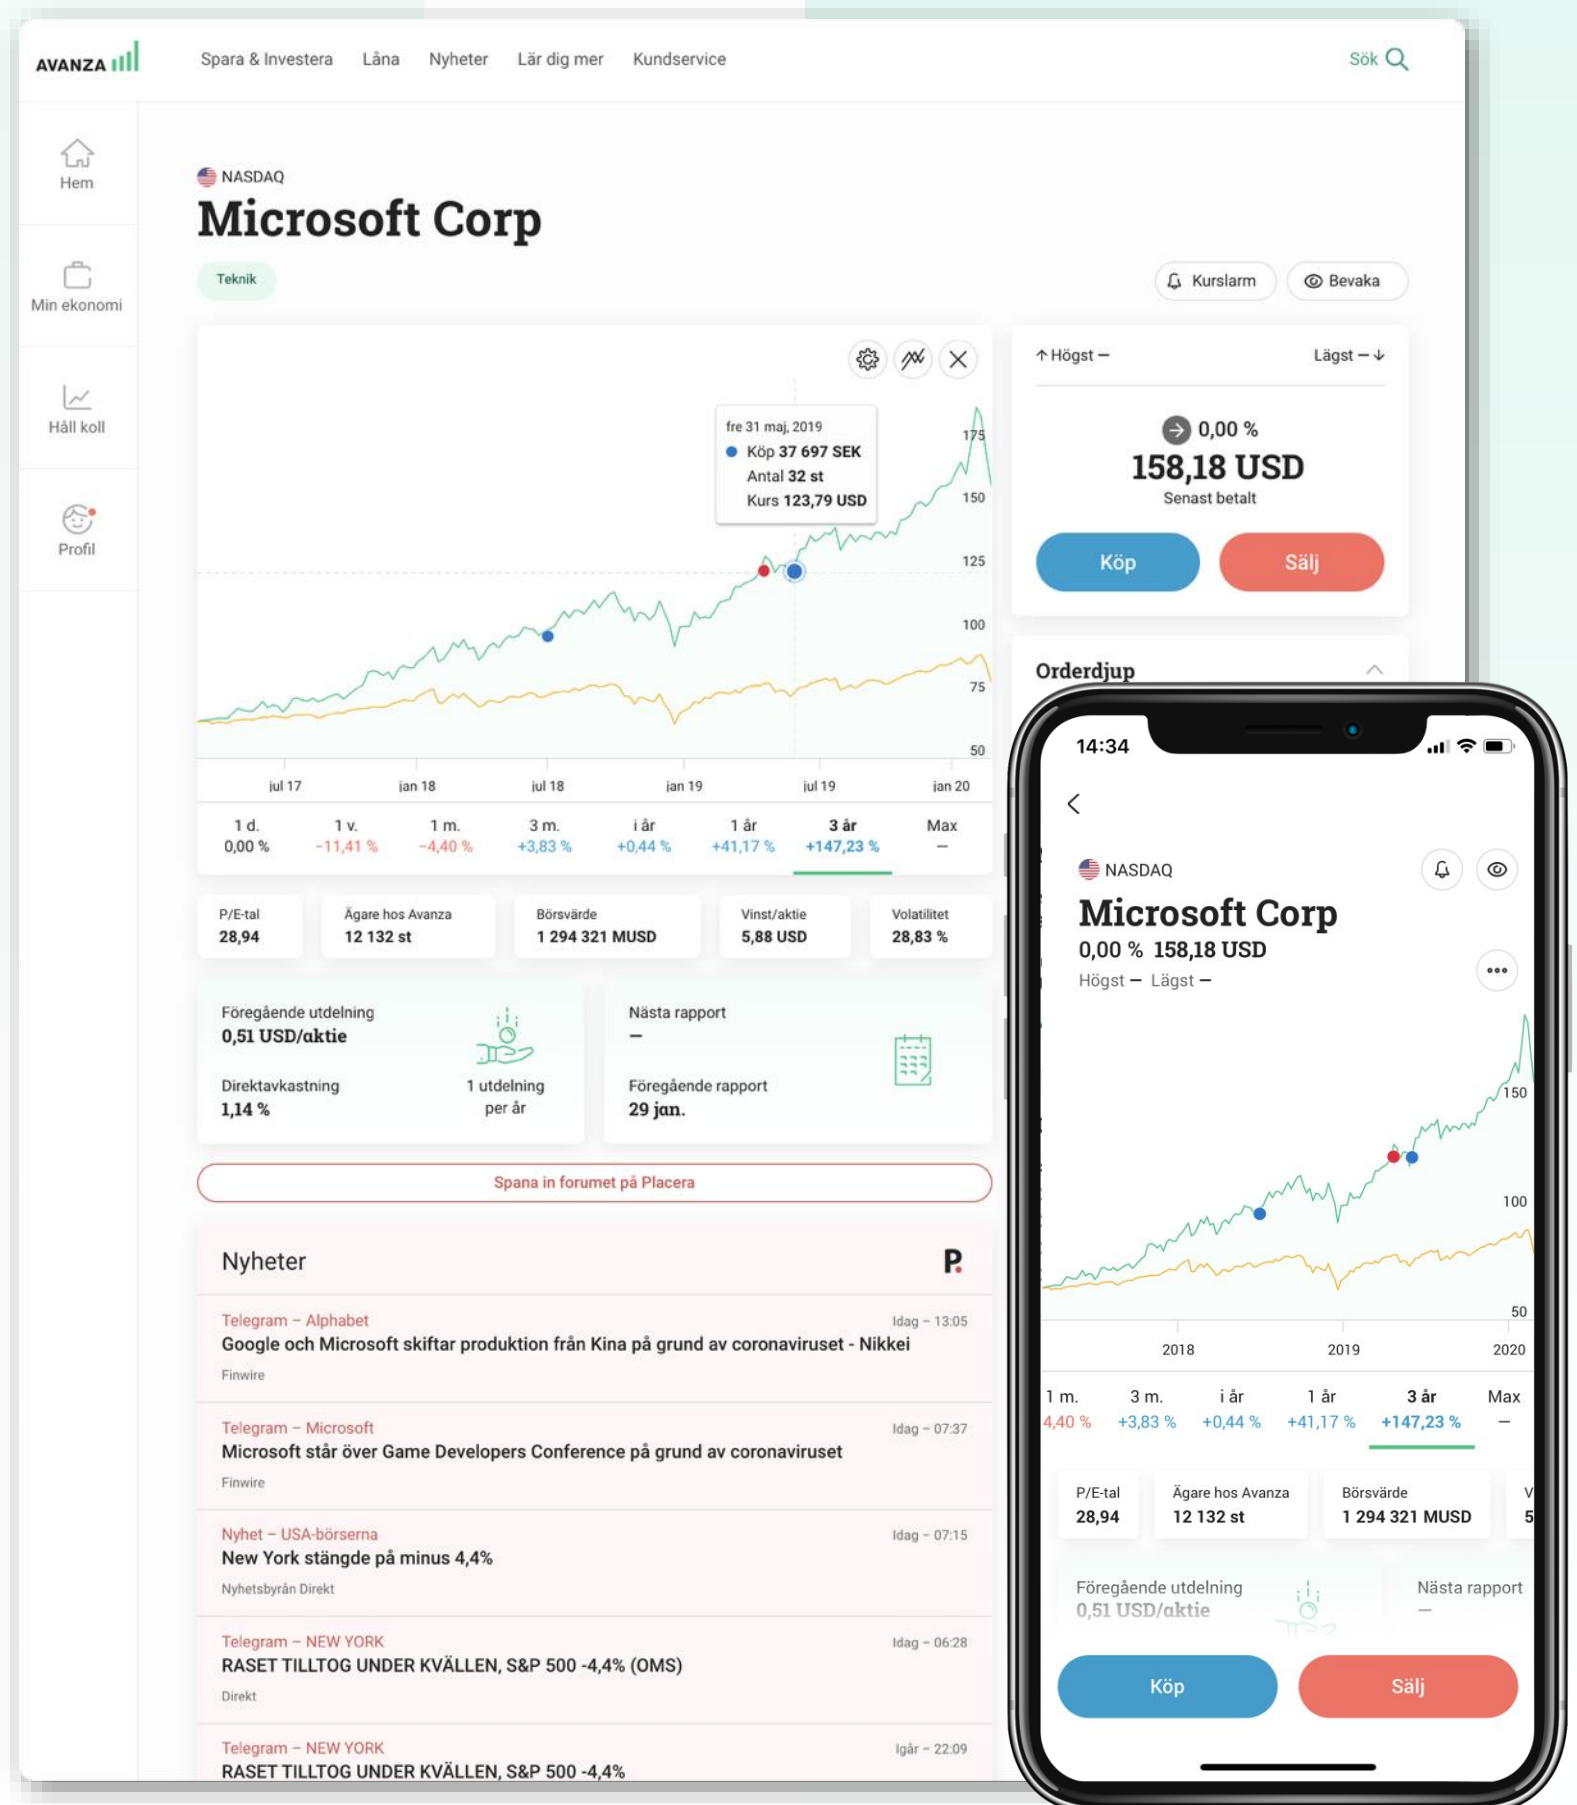 AVANZA
Spara & Investera Låna Nyheter Lär dig mer Kundservice
Sök
Hem
Min ekonomi
Håll koll
Profil
NASDAQ
Microsoft Corp
Teknik
Kurslarm
Bevaka
fre 31 maj, 2019
Köp 37 697 SEK
Antal 32 st
Kurs 123,79 USD
175
150
125
100
75
50
jul 17 jan 18 jul 18 jan 19 jul 19 jan 20
1 d. 1 v. 1 m. 3 m. i år 1 år 3 år Max
0,00 % −11,41 % −4,40 % +3,83 % +0,44 % +41,17 % +147,23 % –
↑ Högst – Lägst – ↓
0,00 %
158,18 USD
Senast betalt
Köp Sälj
Orderdjup
P/E-tal Ägare hos Avanza Börsvärde Vinst/aktie Volatilitet
28,94 12 132 st 1 294 321 MUSD 5,88 USD 28,83 %
Föregående utdelning
0,51 USD/aktie
Direktavkastning
1,14 %
1 utdelning
per år
Nästa rapport
–
Föregående rapport
29 jan.
Spana in forumet på Placera
Nyheter
P.
Telegram – Alphabet Idag – 13:05
Google och Microsoft skiftar produktion från Kina på grund av coronaviruset - Nikkei
Finwire
Telegram – Microsoft Idag – 07:37
Microsoft står över Game Developers Conference på grund av coronaviruset
Finwire
Nyhet – USA-börserna Idag – 07:15
New York stängde på minus 4,4%
Nyhetsbyrån Direkt
Telegram – NEW YORK Idag – 06:28
RASET TILLTOG UNDER KVÄLLEN, S&P 500 -4,4% (OMS)
Direkt
Telegram – NEW YORK Igår – 22:09
RASET TILLTOG UNDER KVÄLLEN, S&P 500 -4,4%
14:34
NASDAQ
Microsoft Corp
0,00 % 158,18 USD
Högst – Lägst –
150
100
50
2018 2019 2020
1 m. 3 m. i år 1 år 3 år Max
4,40 % +3,83 % +0,44 % +41,17 % +147,23 % –
P/E-tal Ägare hos Avanza Börsvärde V
28,94 12 132 st 1 294 321 MUSD 5
Föregående utdelning Nästa rapport
0,51 USD/aktie –
Köp Sälj